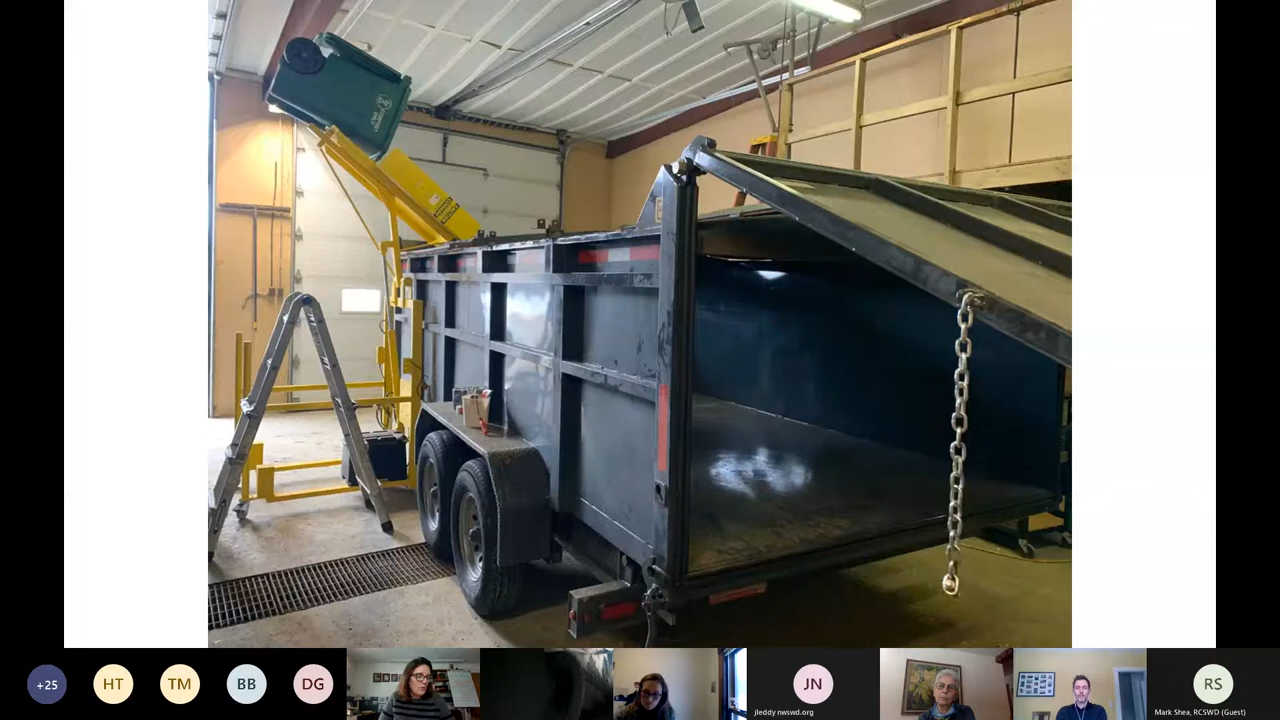 +25
HT
TM
BB
DG
JN
jleddy nwswd.org
RS
Mark Shea, RCSWD (Guest)